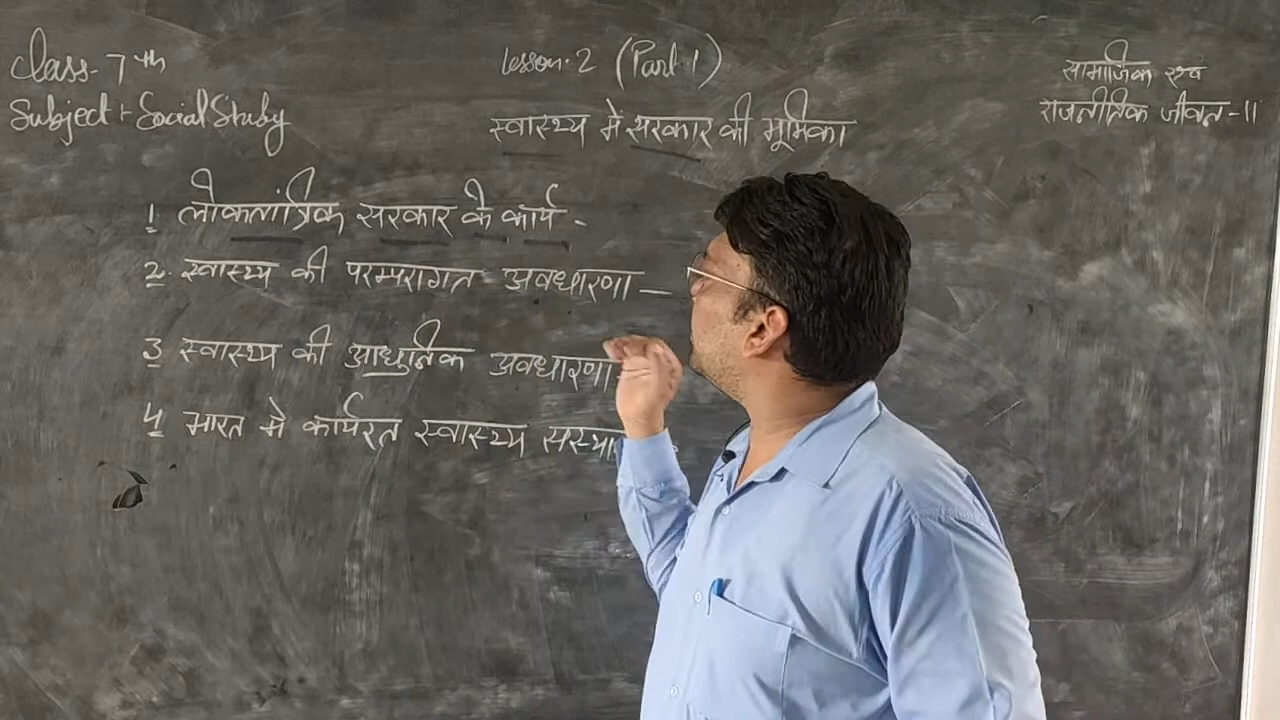 Class- 7th
Subject :- Social Study
Lesson-2 (Part-1)
स्वास्थ्य में सरकार की भूमिका
सामाजिक एवं
राजनीतिक जीवन-II
1 लोकतांत्रिक सरकार के कार्य -
2. स्वास्थ्य की परम्परागत अवधारणा -
3 स्वास्थ्य की आधुनिक अवधारणा
4 भारत में कार्यरत स्वास्थ्य